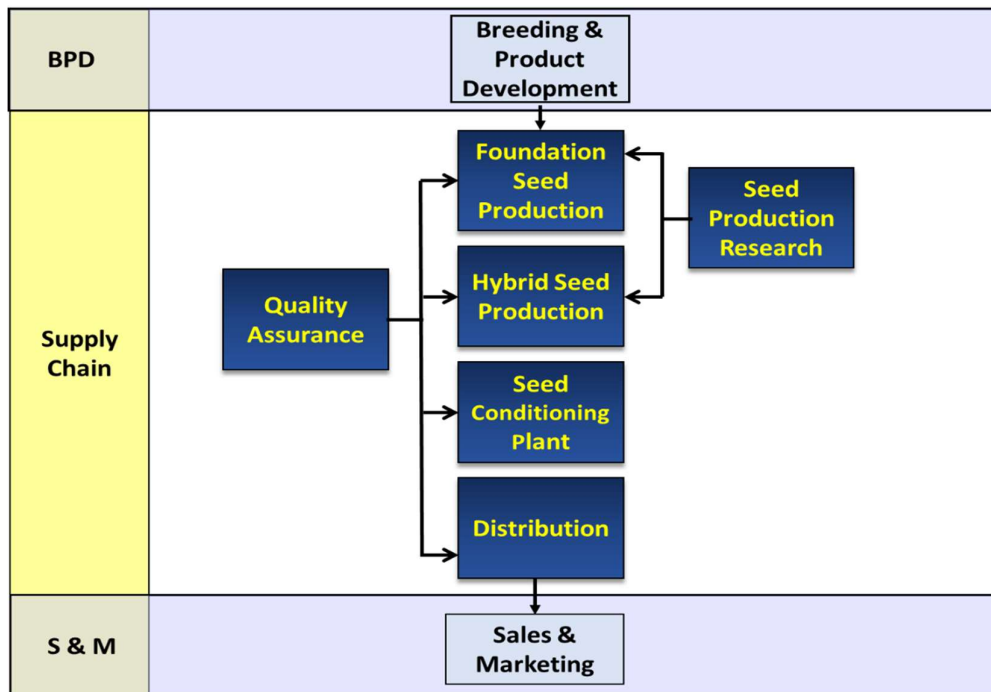 BPD
Breeding &
Product
Development
Foundation
Seed
Production
Seed
Production
Research
Quality
Assurance
Hybrid Seed
Production
Supply
Chain
Seed
Conditioning
Plant
Distribution
S & M
Sales &
Marketing